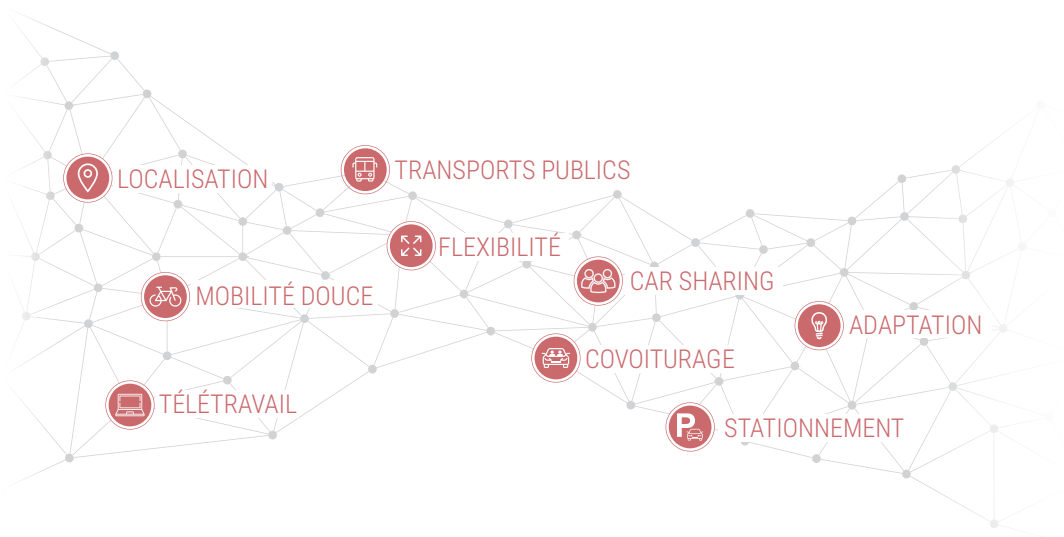 TRANSPORTS PUBLICS
LOCALISATION
FLEXIBILITÉ
CAR SHARING
MOBILITÉ DOUCE
ADAPTATION
COVOITURAGE
TÉLÉTRAVAIL
P
STATIONNEMENT